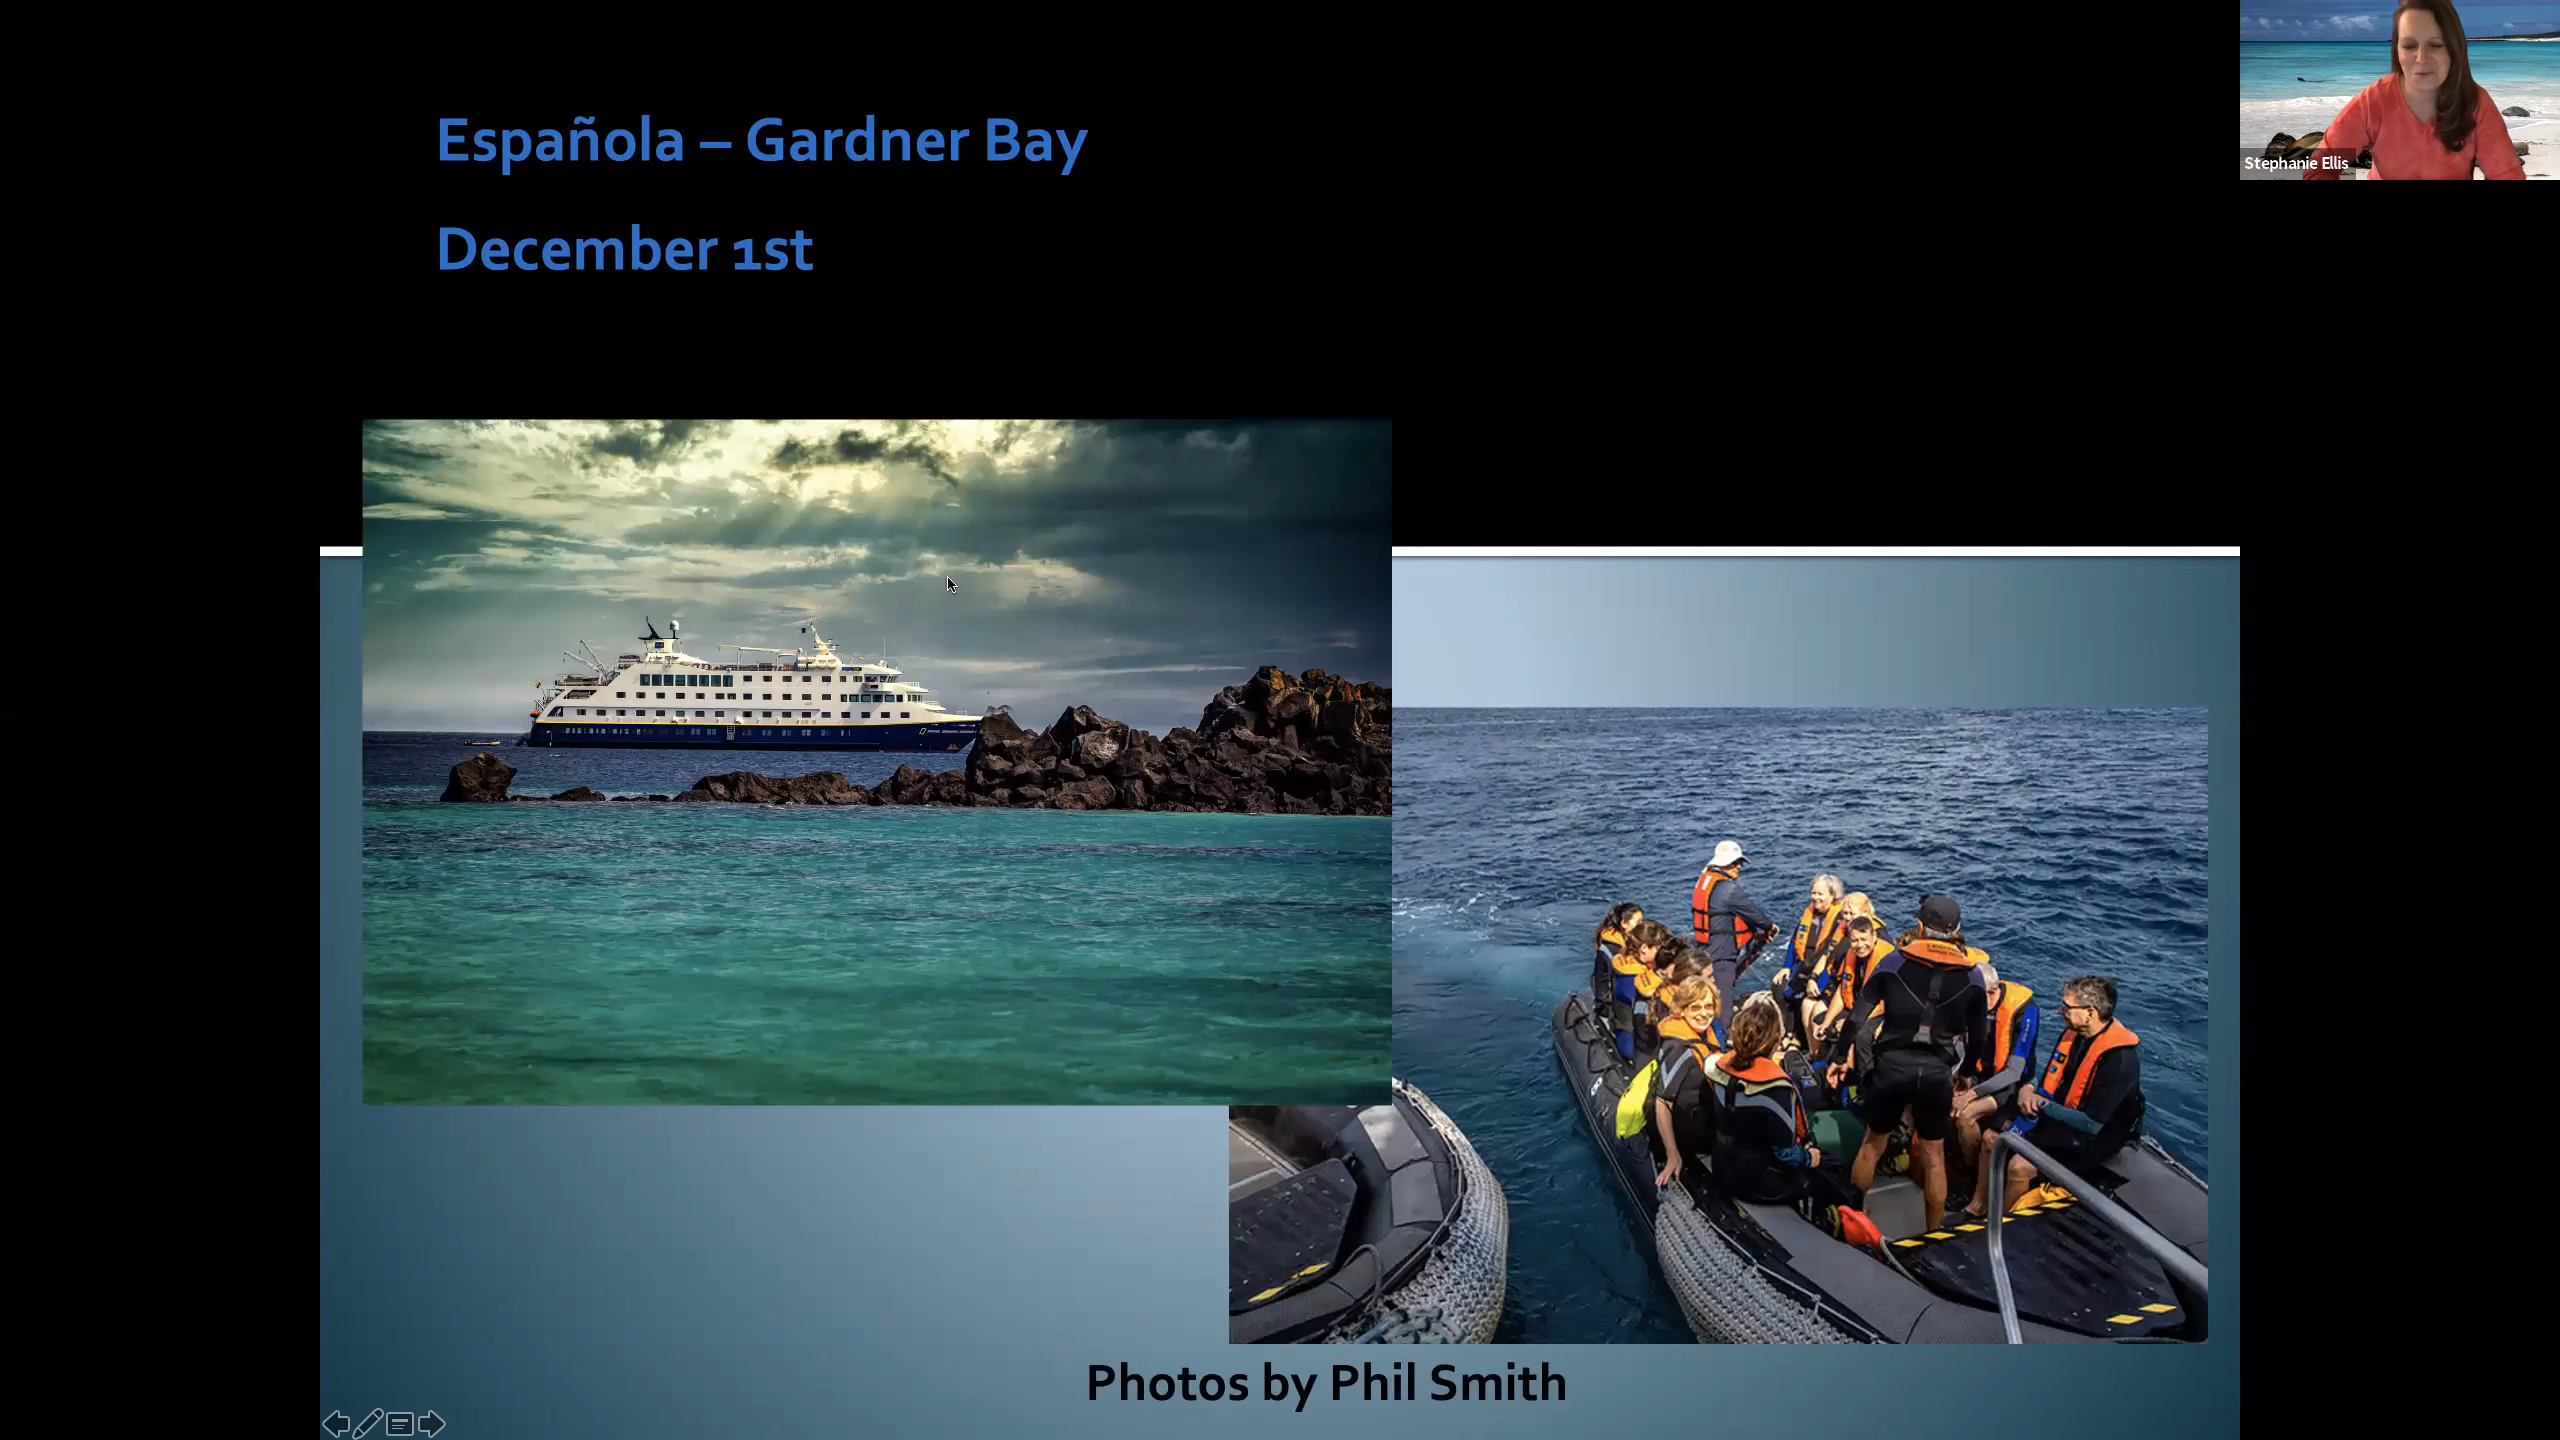 Española – Gardner Bay
December 1st
Stephanie Ellis
Photos by Phil Smith